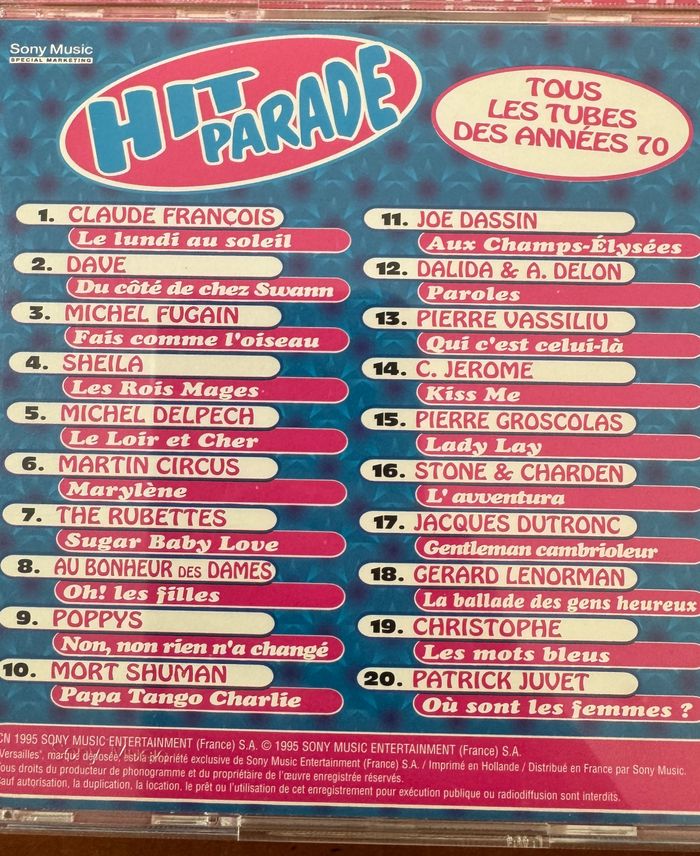 Sony Music
SPECIAL MARKETING
HIT
PARADE
TOUS
LES TUBES
DES ANNÉES 70
1. CLAUDE FRANÇOIS
Le lundi au soleil
2. DAVE
Du côté de chez Swann
3. MICHEL FUGAIN
Fais comme l'oiseau
4. SHEILA
Les Rois Mages
5. MICHEL DELPECH
Le Loir et Cher
6. MARTIN CIRCUS
Marylène
7. THE RUBETTES
Sugar Baby Love
8. AU BONHEUR DES DAMES
Oh! les filles
9. POPPYS
Non, non rien n'a changé
10. MORT SHUMAN
Papa Tango Charlie
11. JOE DASSIN
Aux Champs-Élysées
12. DALIDA & A. DELON
Paroles
13. PIERRE VASSILIU
Qui c'est celui-là
14. C. JEROME
Kiss Me
15. PIERRE GROSCOLAS
Lady Lay
16. STONE & CHARDEN
L'avventura
17. JACQUES DUTRONC
Gentleman cambrioleur
18. GERARD LENORMAN
La ballade des gens heureux
19. CHRISTOPHE
Les mots bleus
20. PATRICK JUVET
Où sont les femmes ?
CN 1995 SONY MUSIC ENTERTAINMENT (France) S.A. © 1995 SONY MUSIC ENTERTAINMENT (France) S.A.
Versailles", marque déposée, est la propriété exclusive de Sony Music Entertainment (France) S.A. / Imprimé en Hollande / Distribué en France par Sony Music.
Tous droits du producteur de phonogramme et du propriétaire de l'œuvre enregistrée réservés.
Sauf autorisation, la duplication, la location, le prêt ou l'utilisation de cet enregistrement pour exécution publique ou radiodiffusion sont interdits.